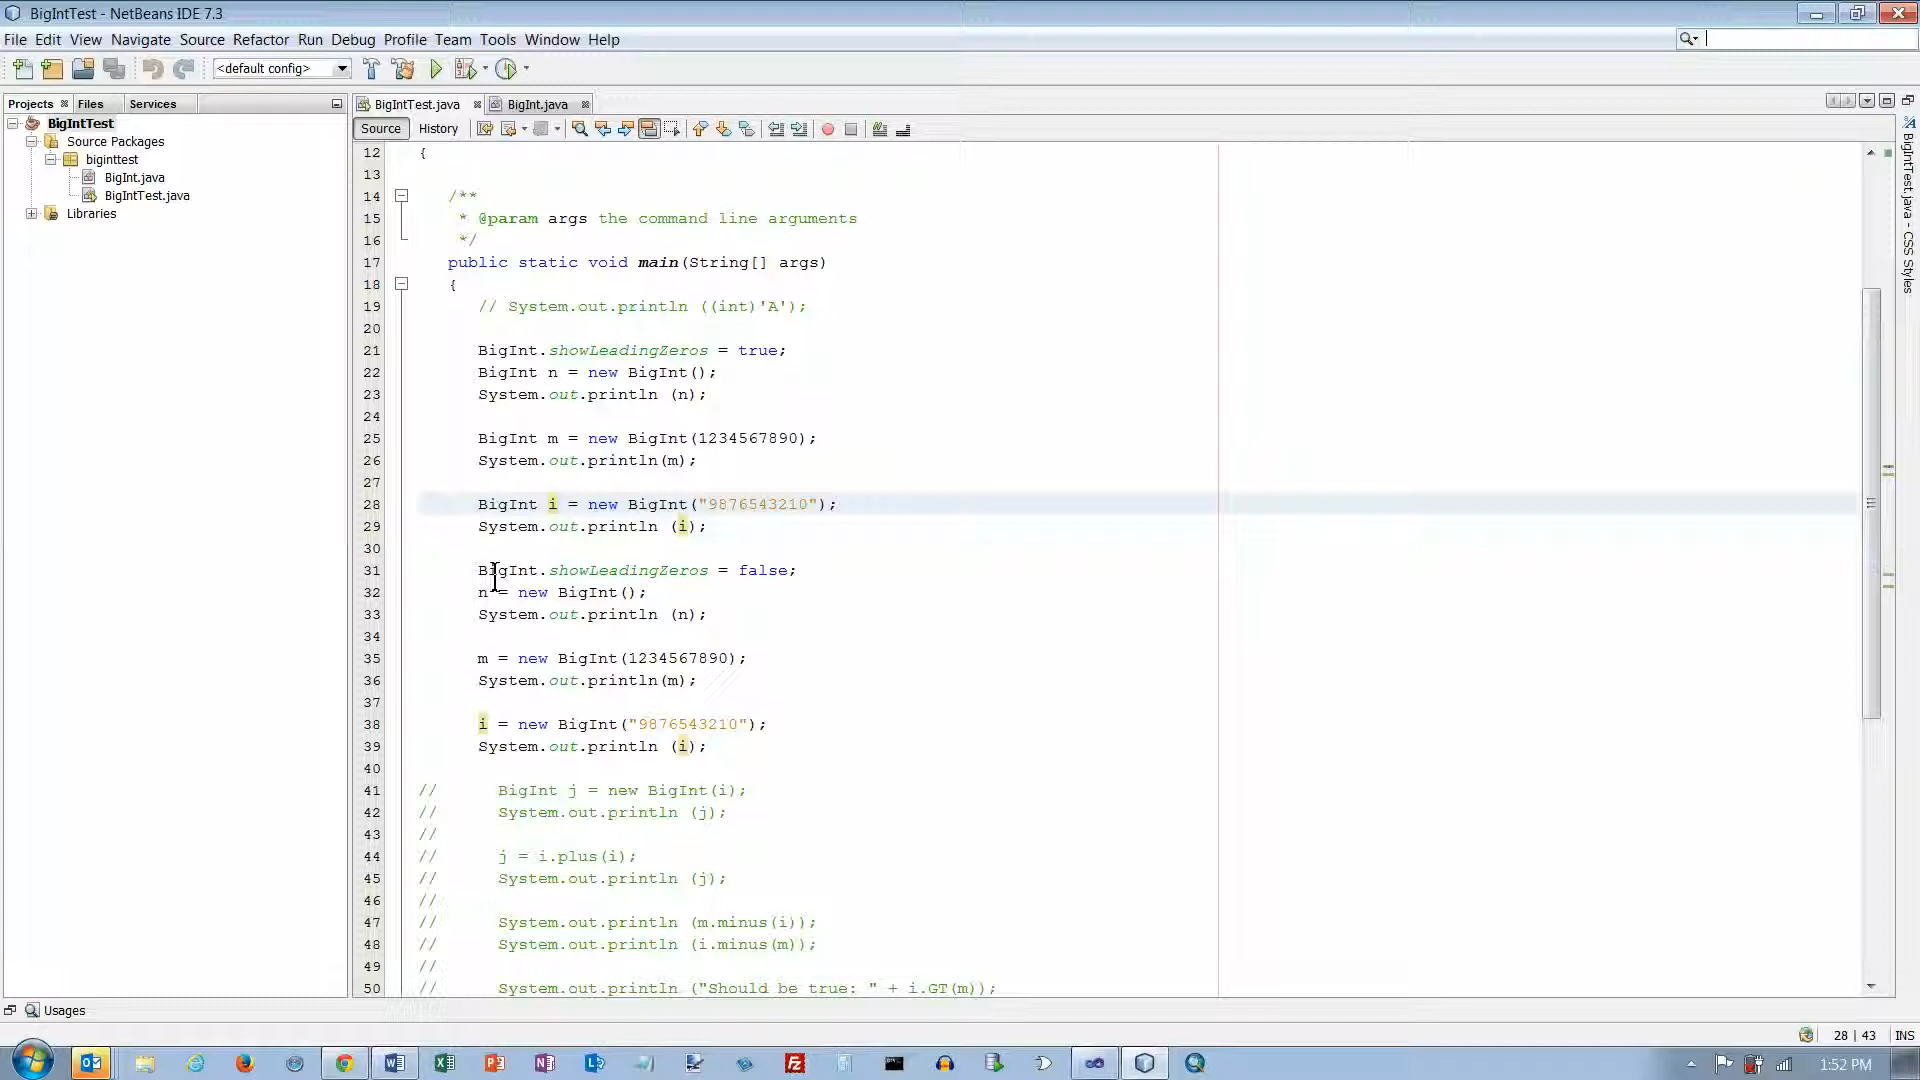 BigIntTest - NetBeans IDE 7.3
File Edit View Navigate Source Refactor Run Debug Profile Team Tools Window Help
<default config>
Projects Files Services
BigIntTest.java BigInt.java
BigIntTest
Source Packages
biginttest
BigInt.java
BigIntTest.java
Libraries
Source History
12 {
13
14 /**
15 * @param args the command line arguments
16 */
17 public static void main(String[] args)
18 {
19 // System.out.println ((int)'A');
20
21 BigInt.showLeadingZeros = true;
22 BigInt n = new BigInt();
23 System.out.println (n);
24
25 BigInt m = new BigInt(1234567890);
26 System.out.println(m);
27
28 BigInt i = new BigInt("9876543210");
29 System.out.println (i);
30
31 BigInt.showLeadingZeros = false;
32 n = new BigInt();
33 System.out.println (n);
34
35 m = new BigInt(1234567890);
36 System.out.println(m);
37
38 i = new BigInt("9876543210");
39 System.out.println (i);
40
41 // BigInt j = new BigInt(i);
42 // System.out.println (j);
43 //
44 // j = i.plus(i);
45 // System.out.println (j);
46 //
47 // System.out.println (m.minus(i));
48 // System.out.println (i.minus(m));
49 //
50 // System.out.println ("Should be true: " + i.GT(m));
BigIntTest.java - CSS Styles
Usages
28 | 43 INS
1:52 PM